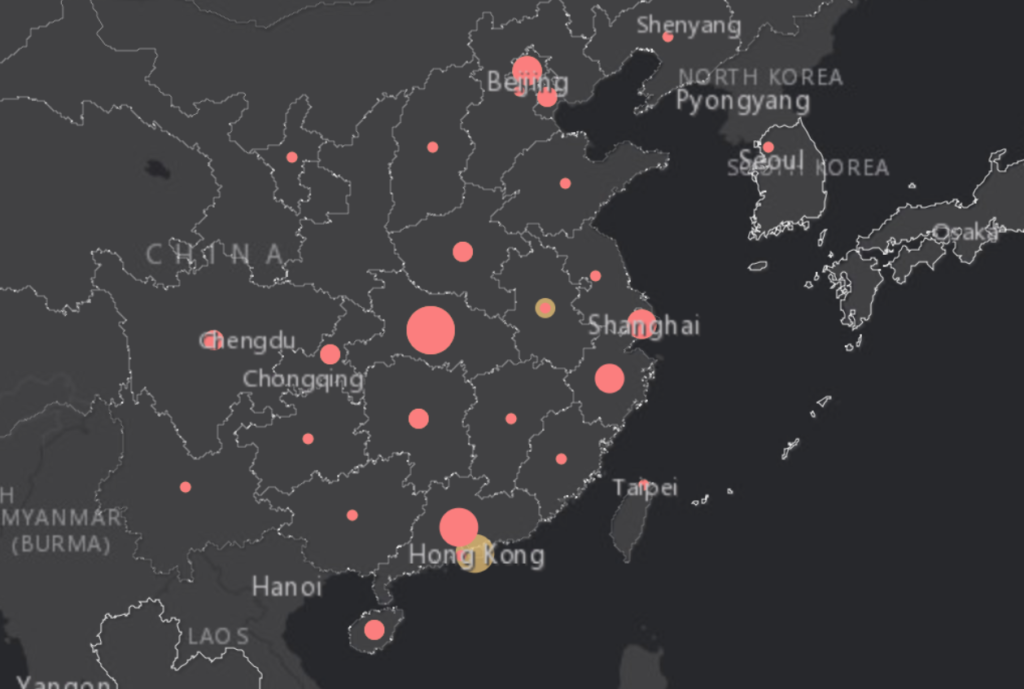 Shenyang
Beijing
NORTH KOREA
Pyongyang
Seoul
SOUTH KOREA
Osaka
CHINA
Shanghai
Chengdu
Chongqing
Taipei
H
MYANMAR
(BURMA)
Hong Kong
Hanoi
LAOS
Yangon